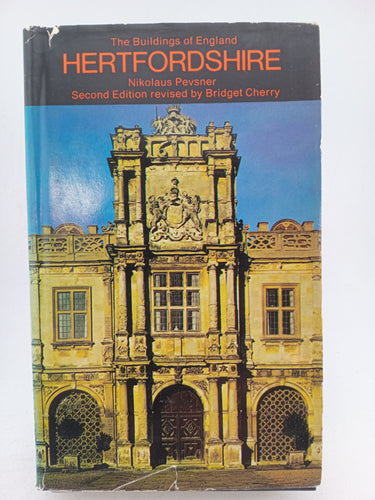 The Buildings of England
HERTFORDSHIRE
Nikolaus Pevsner
Second Edition revised by Bridget Cherry